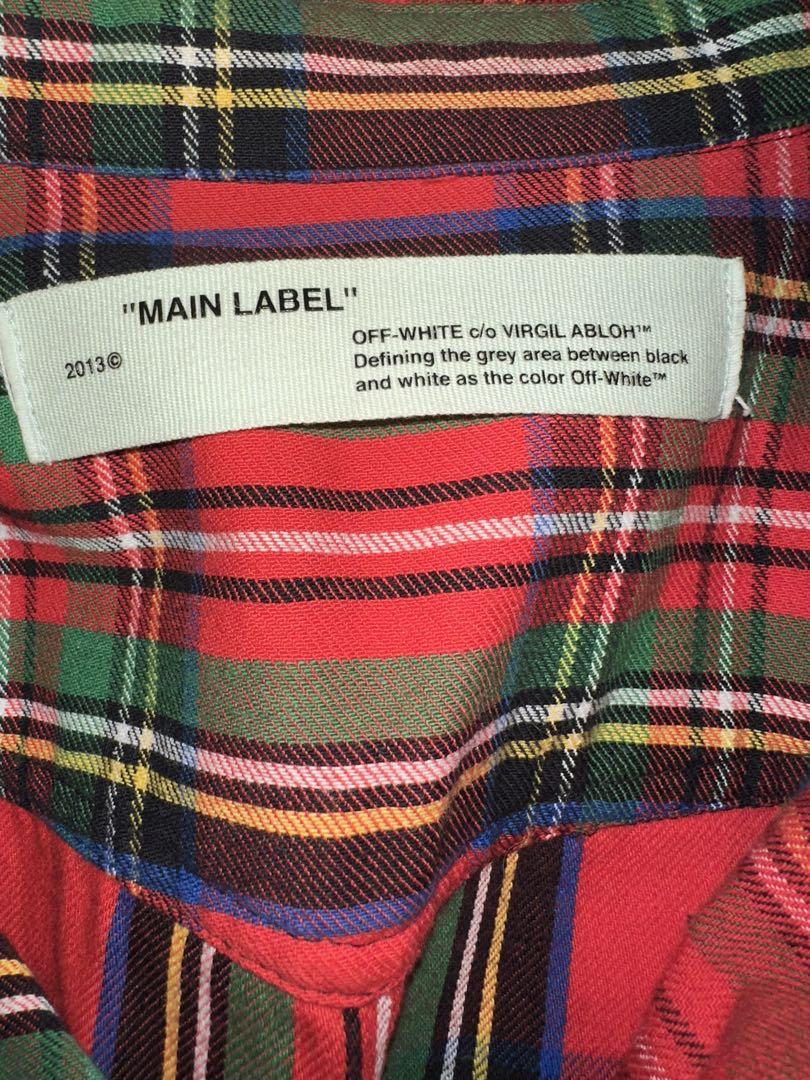 "MAIN LABEL"
2013©
OFF-WHITE c/o VIRGIL ABLOH™
Defining the grey area between black
and white as the color Off-White™